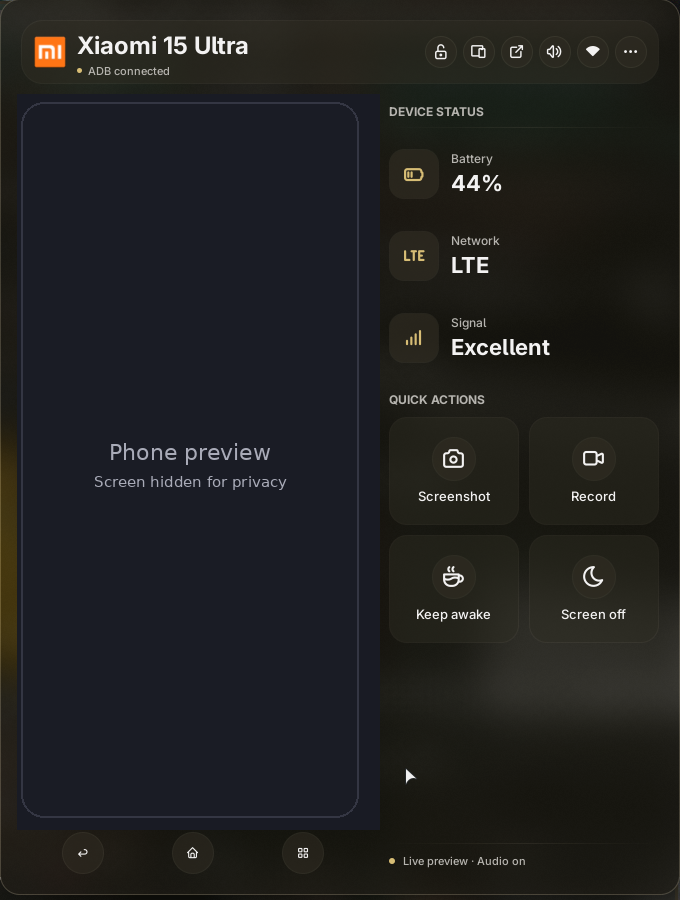 Xiaomi 15 Ultra
ADB connected
Phone preview
Screen hidden for privacy
DEVICE STATUS
Battery
44%
LTE
Network
LTE
Signal
Excellent
QUICK ACTIONS
Screenshot
Record
Keep awake
Screen off
Live preview · Audio on